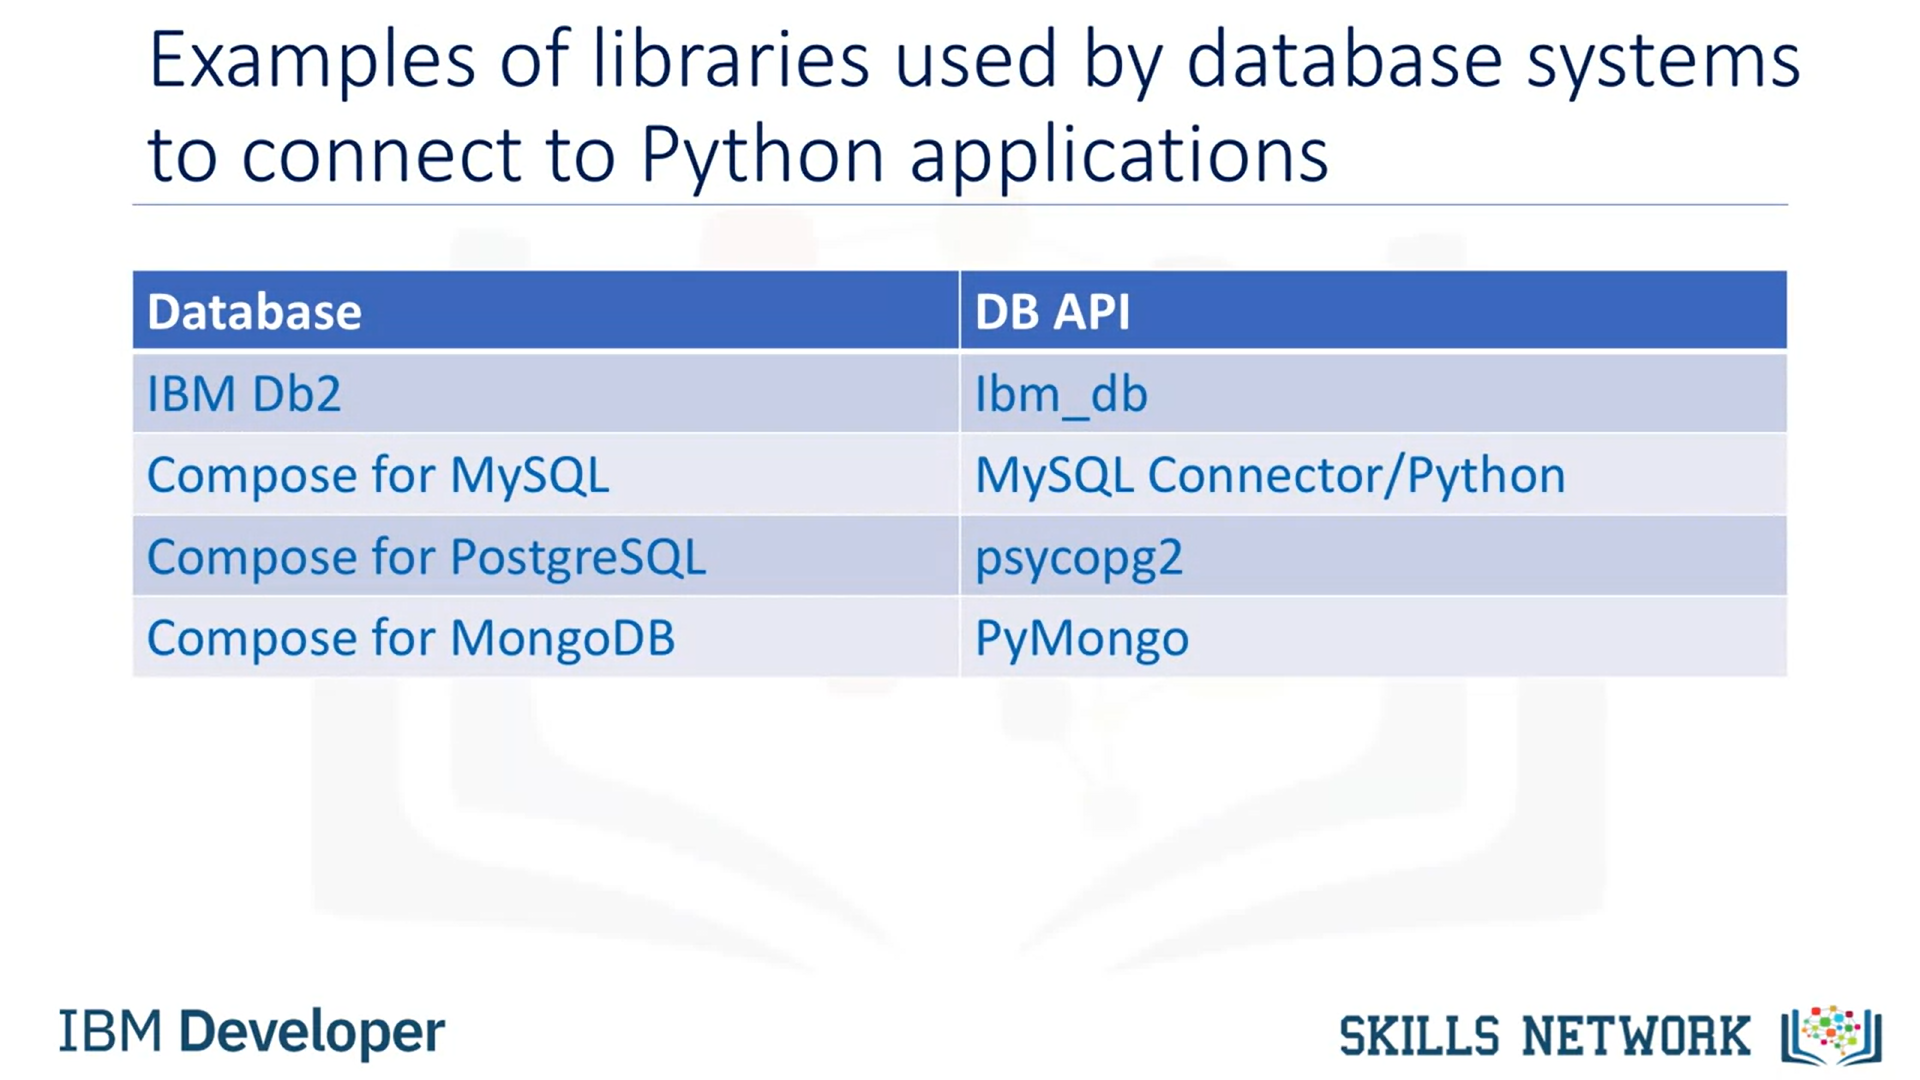 Examples of libraries used by database systems
to connect to Python applications
Database DB API
IBM Db2 Ibm_db
Compose for MySQL MySQL Connector/Python
Compose for PostgreSQL psycopg2
Compose for MongoDB PyMongo
IBM Developer SKILLS NETWORK